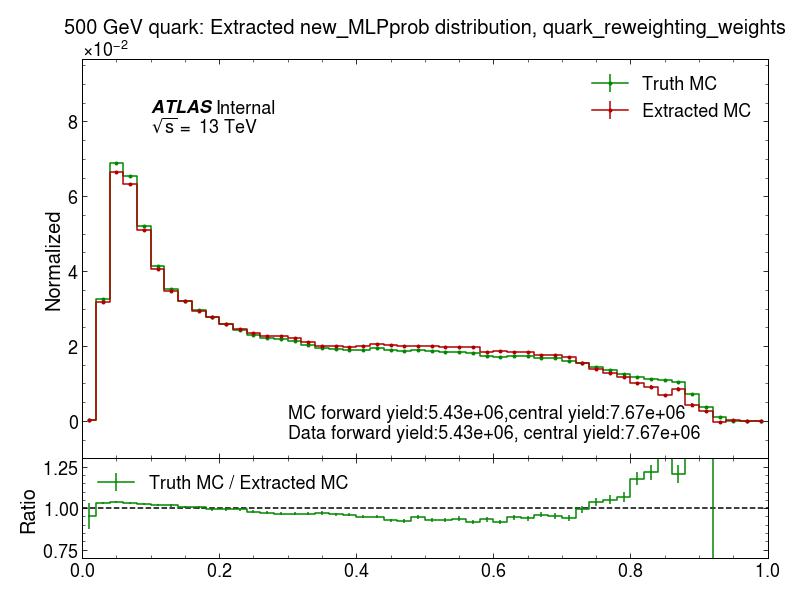 500 GeV quark: Extracted new_MLPprob distribution, quark_reweighting_weights
×10⁻²
ATLAS Internal
√s = 13 TeV
Truth MC
Extracted MC
Normalized
8
6
4
2
0
MC forward yield:5.43e+06,central yield:7.67e+06
Data forward yield:5.43e+06, central yield:7.67e+06
Truth MC / Extracted MC
Ratio
1.25
1.00
0.75
0.0 0.2 0.4 0.6 0.8 1.0